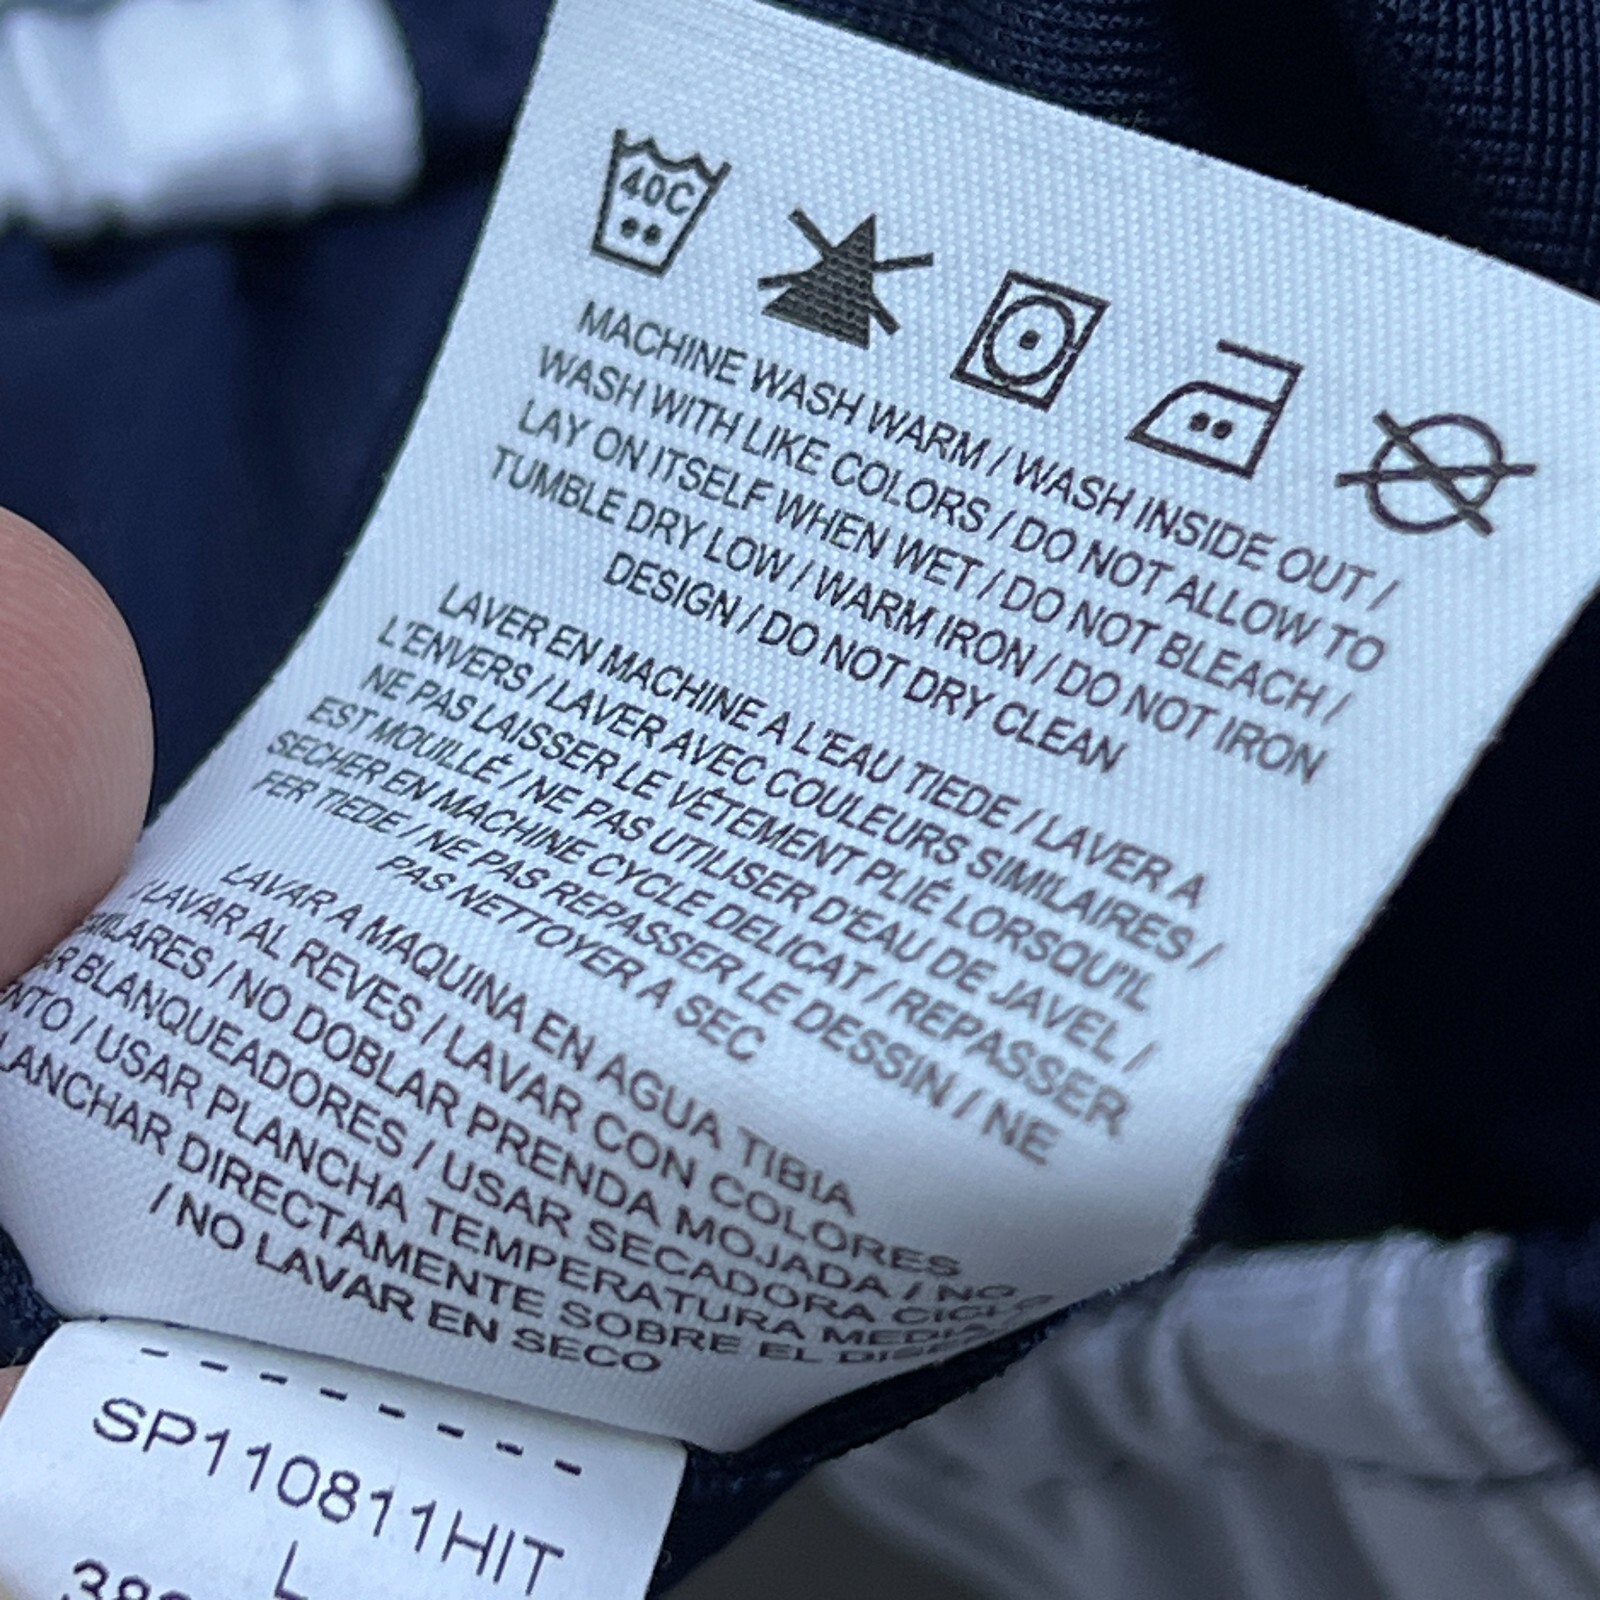 40C
MACHINE WASH WARM / WASH INSIDE OUT /
WASH WITH LIKE COLORS / DO NOT ALLOW TO
LAY ON ITSELF WHEN WET / DO NOT BLEACH /
TUMBLE DRY LOW / WARM IRON / DO NOT IRON
DESIGN / DO NOT DRY CLEAN
LAVER EN MACHINE A L'EAU TIEDE / LAVER A
L'ENVERS / LAVER AVEC COULEURS SIMILAIRES /
NE PAS LAISSER LE VÊTEMENT PLIÉ LORSQU'IL
EST MOUILLÉ / NE PAS UTILISER D'EAU DE JAVEL /
SECHER EN MACHINE CYCLE DELICAT / REPASSER
FER TIEDE / NE PAS REPASSER LE DESSIN / NE
PAS NETTOYER A SEC
LAVAR A MAQUINA EN AGUA TIBIA
/ LAVAR AL REVES / LAVAR CON COLORES
/ NO DOBLAR PRENDA MOJADA / NO
BLANQUEADORES / USAR SECADORA CICLO
/ USAR PLANCHA TEMPERATURA
DIRECTAMENTE SOBRE EL
/ NO LAVAR EN SECO
SP110811HIT
L